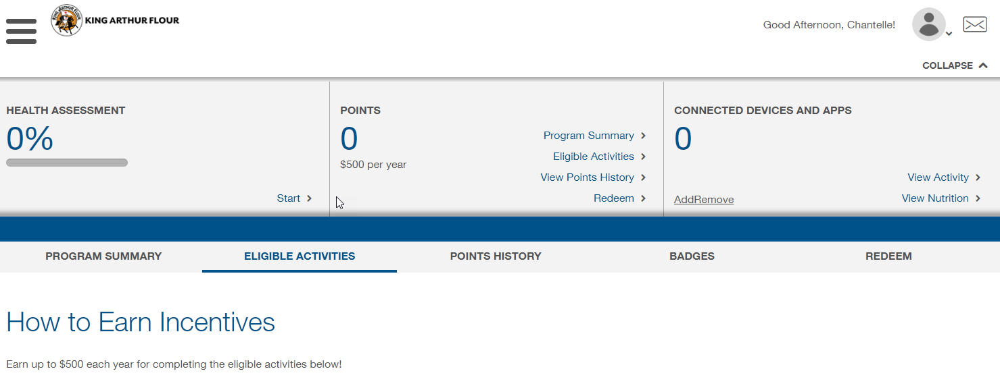 KING ARTHUR FLOUR
KING ARTHUR FLOUR
Good Afternoon, Chantelle!
COLLAPSE
HEALTH ASSESSMENT
0%
Start
POINTS
0
$500 per year
Program Summary
Eligible Activities
View Points History
Redeem
CONNECTED DEVICES AND APPS
0
AddRemove
View Activity
View Nutrition
PROGRAM SUMMARY
ELIGIBLE ACTIVITIES
POINTS HISTORY
BADGES
REDEEM
How to Earn Incentives
Earn up to $500 each year for completing the eligible activities below!